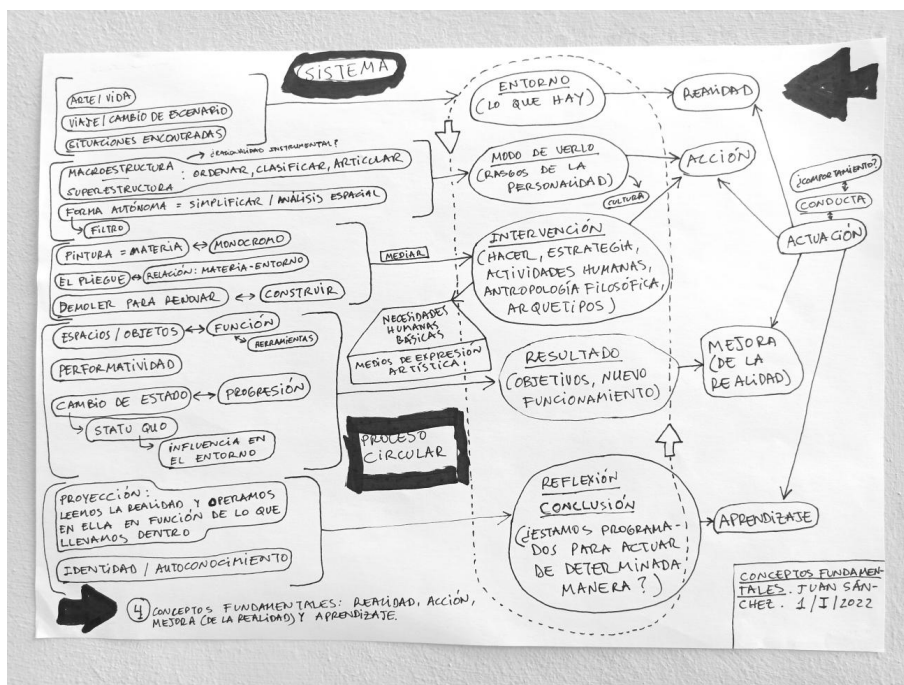 SISTEMA
ARTE / VIDA
VIAJE / CAMBIO DE ESCENARIO
SITUACIONES ENCONTRADAS
¿RACIONALIDAD INSTRUMENTAL?
MACROESTRUCTURA
SUPERESTRUCTURA : ORDENAR, CLASIFICAR, ARTICULAR
FORMA AUTÓNOMA = SIMPLIFICAR / ANÁLISIS ESPACIAL
FILTRO
PINTURA = MATERIA MONOCROMO
EL PLIEGUE RELACIÓN: MATERIA-ENTORNO
DEMOLER PARA RENOVAR CONSTRUIR
MEDIAR
ESPACIOS / OBJETOS FUNCIÓN
HERRAMIENTAS
PERFORMATIVIDAD
CAMBIO DE ESTADO PROGRESIÓN
STATU QUO
INFLUENCIA EN
EL ENTORNO
NECESIDADES
HUMANAS
BÁSICAS
MEDIOS DE EXPRESIÓN
ARTÍSTICA
PROCESO
CIRCULAR
PROYECCIÓN:
LEEMOS LA REALIDAD Y OPERAMOS
EN ELLA EN FUNCIÓN DE LO QUE
LLEVAMOS DENTRO
IDENTIDAD / AUTOCONOCIMIENTO
ENTORNO
(LO QUE HAY)
MODO DE VERLO
(RASGOS DE LA
PERSONALIDAD)
CULTURA
INTERVENCIÓN
(HACER, ESTRATEGIA,
ACTIVIDADES HUMANAS,
ANTROPOLOGÍA FILOSÓFICA,
ARQUETIPOS)
RESULTADO
(OBJETIVOS, NUEVO
FUNCIONAMIENTO)
REFLEXIÓN
CONCLUSIÓN
(¿ESTAMOS PROGRAMA-
DOS PARA ACTUAR
DE DETERMINADA
MANERA?)
REALIDAD
ACCIÓN
¿COMPORTAMIENTO?
CONDUCTA
ACTUACIÓN
MEJORA
(DE LA
REALIDAD)
APRENDIZAJE
4 CONCEPTOS FUNDAMENTALES: REALIDAD, ACCIÓN,
MEJORA (DE LA REALIDAD) Y APRENDIZAJE.
CONCEPTOS FUNDAMEN-
TALES. JUAN SÁN-
CHEZ. 1/I/2022